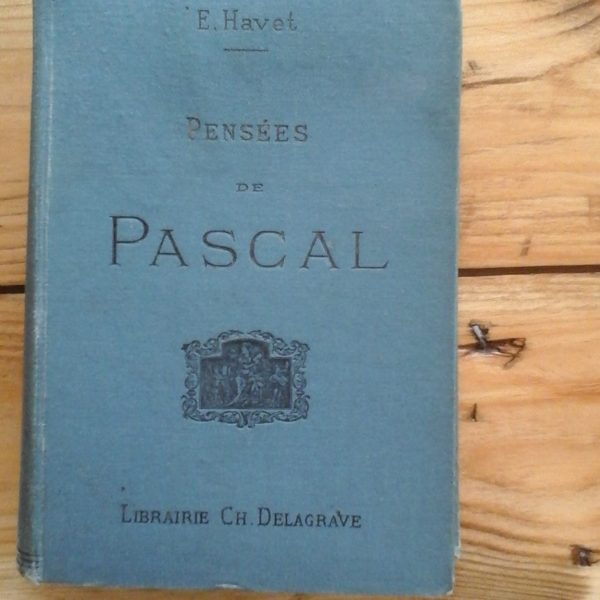 E. Havet
PENSÉES
DE
PASCAL
LIBRAIRIE CH. DELAGRAVE